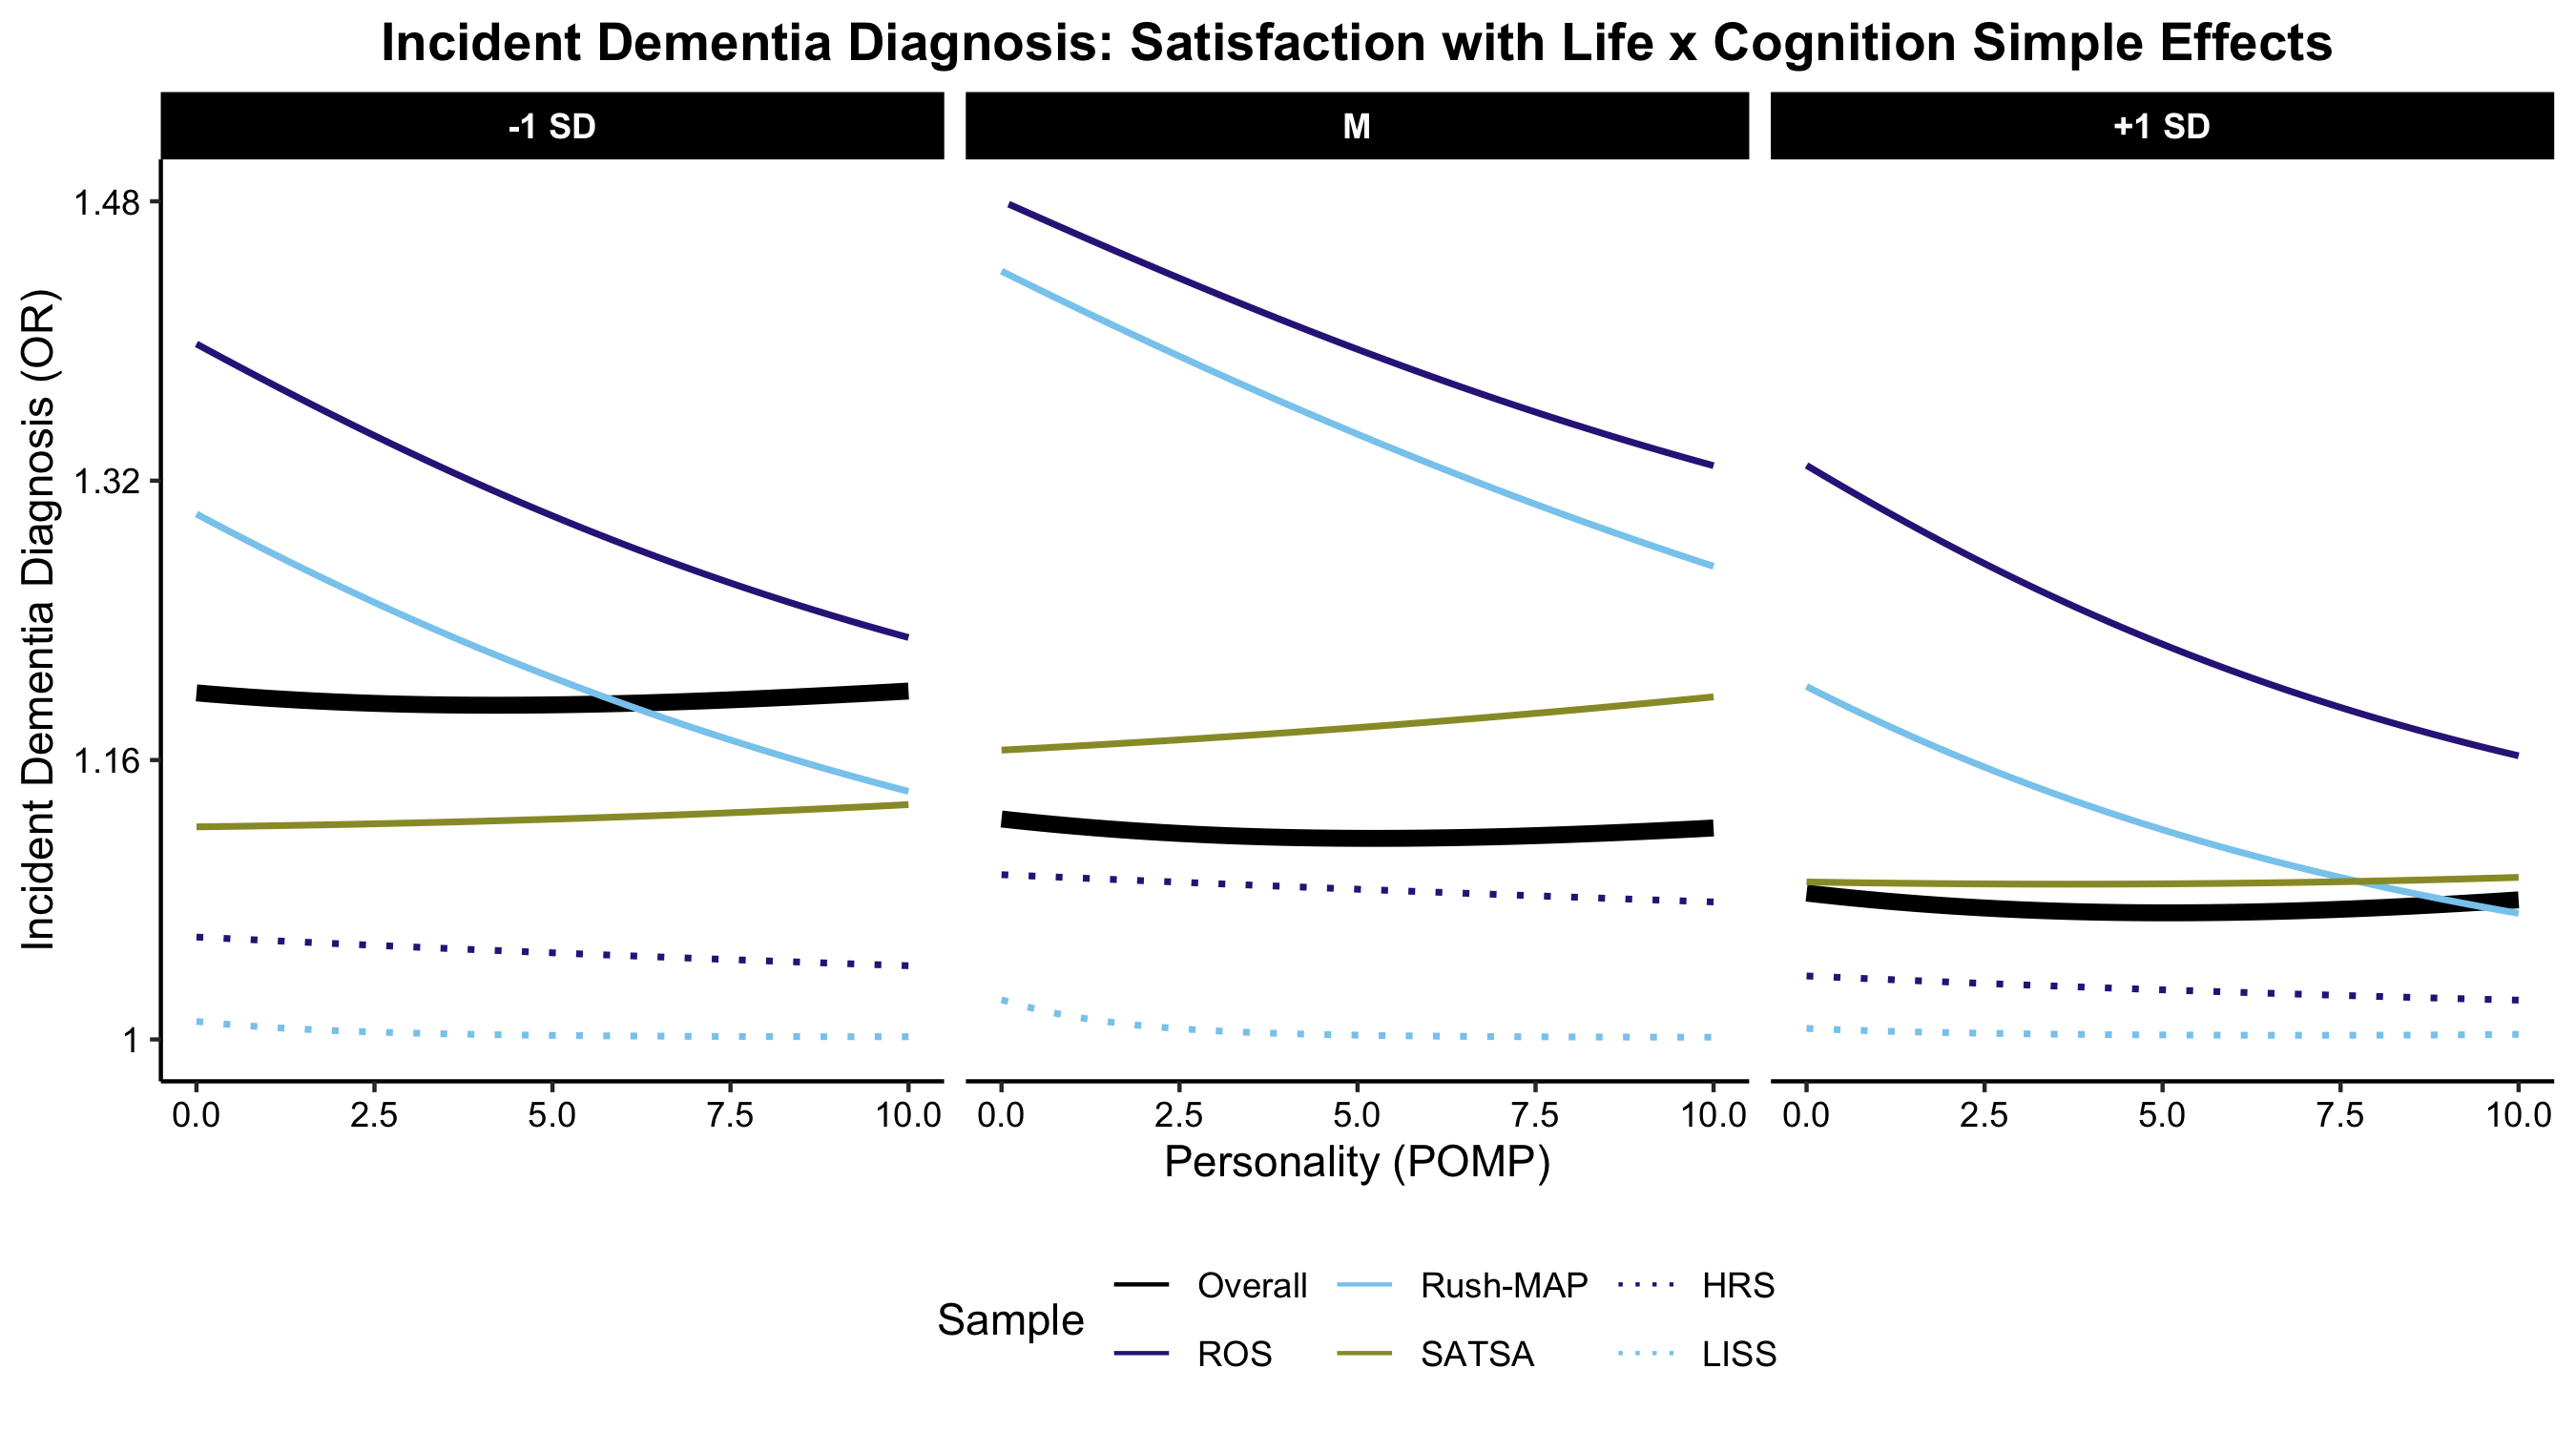 Incident Dementia Diagnosis: Satisfaction with Life x Cognition Simple Effects
-1 SD M +1 SD
Incident Dementia Diagnosis (OR)
1.48
1.32
1.16
1
0.0 2.5 5.0 7.5 10.0 0.0 2.5 5.0 7.5 10.0 0.0 2.5 5.0 7.5 10.0
Personality (POMP)
Sample
Overall Rush-MAP HRS
ROS SATSA LISS